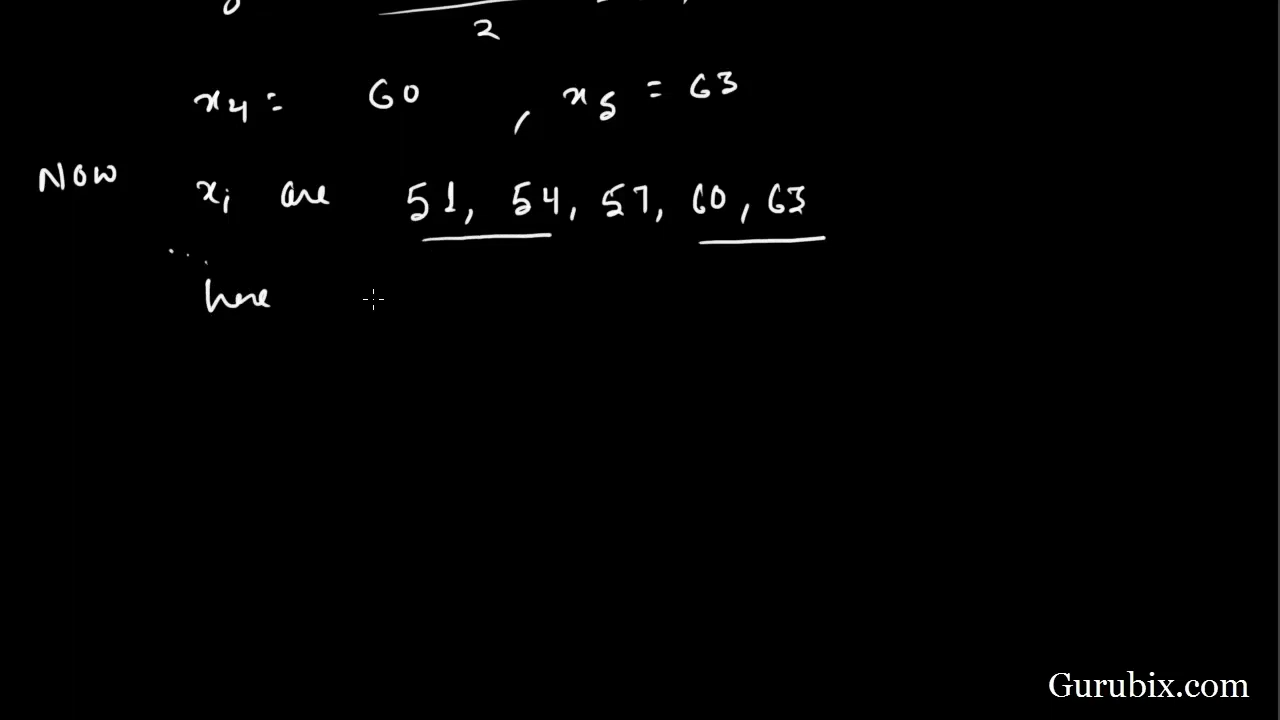 2
x₄ = 60 , x₅ = 63
Now xᵢ are 51, 54, 57, 60, 63
here
Gurubix.com